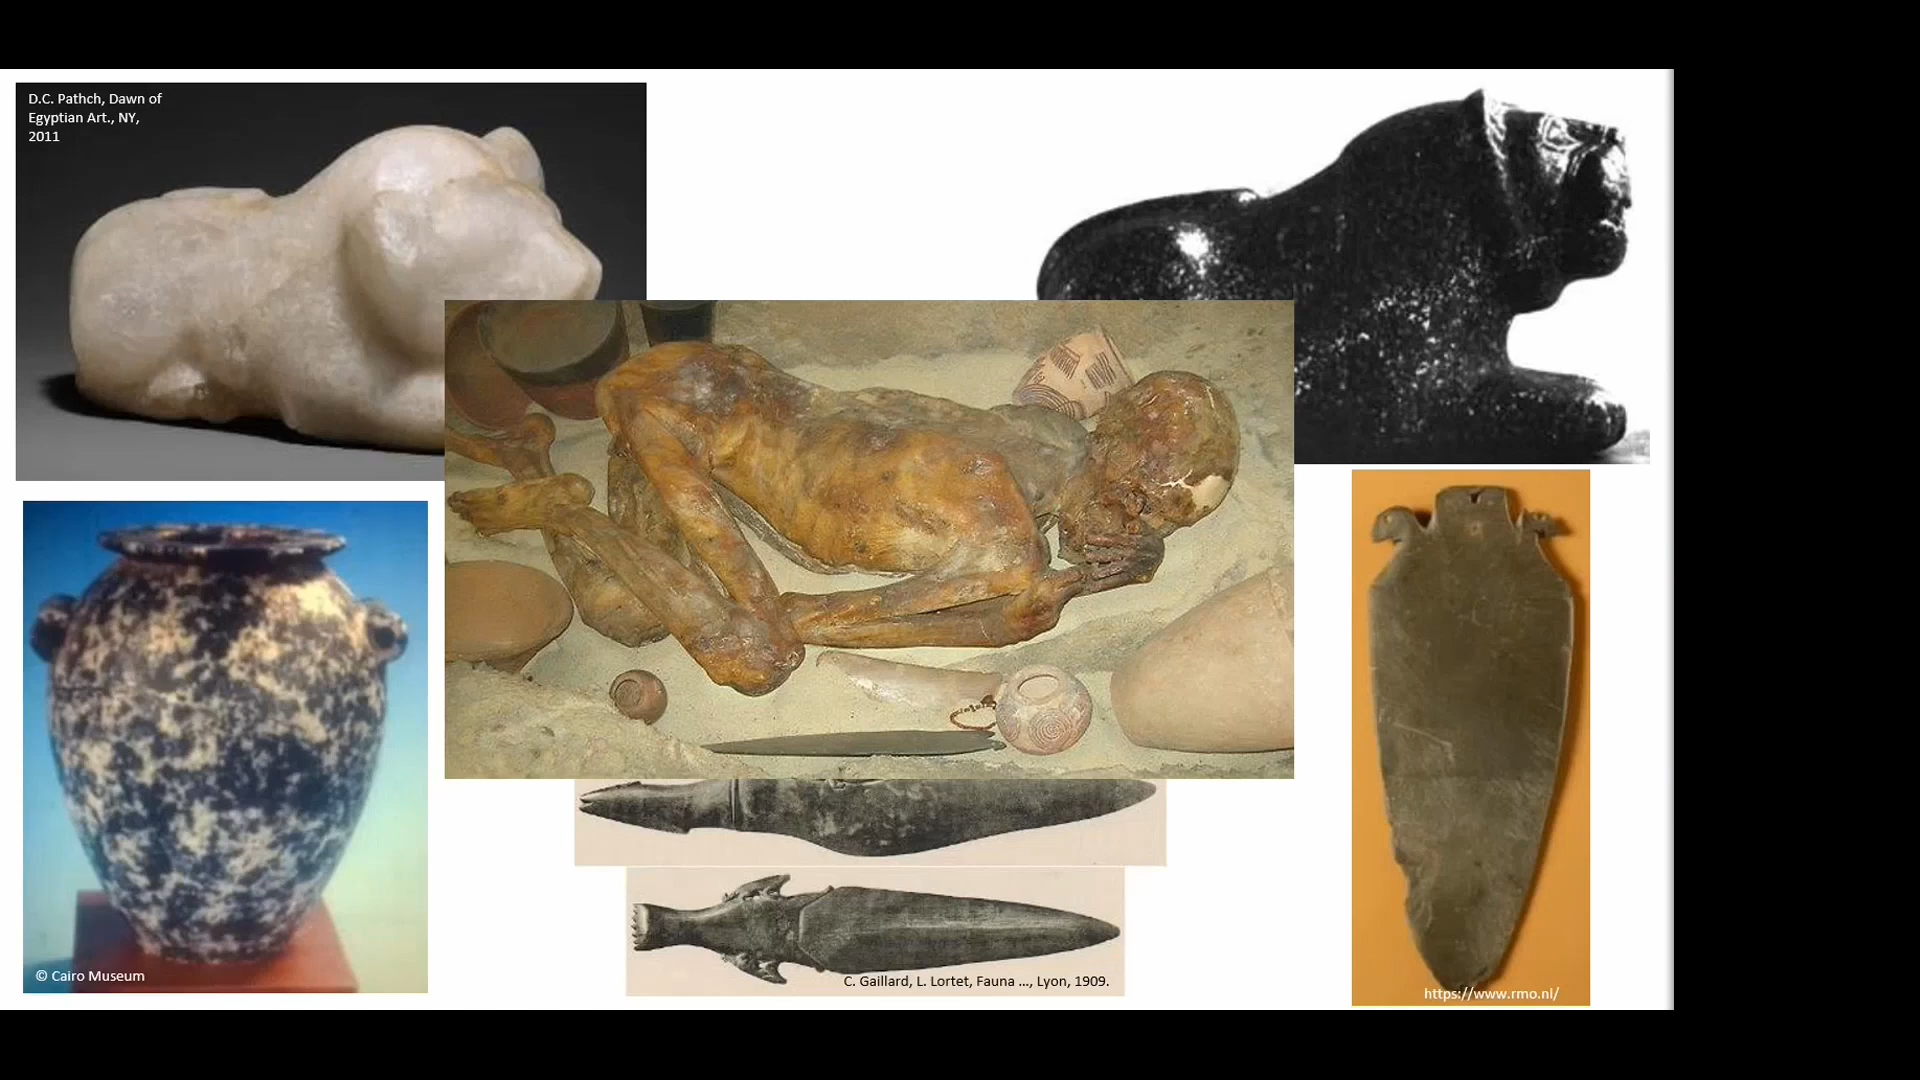 D.C. Pathch, Dawn of
Egyptian Art., NY,
2011
© Cairo Museum
C. Gaillard, L. Lortet, Fauna ..., Lyon, 1909.
https://www.rmo.nl/